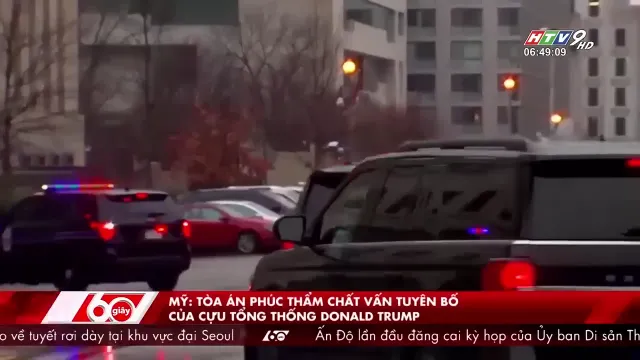 HTV9 HD
06:49:09
60 giây
MỸ: TÒA ÁN PHÚC THẨM CHẤT VẤN TUYÊN BỐ
CỦA CỰU TỔNG THỐNG DONALD TRUMP
o về tuyết rơi dày tại khu vực đại Seoul 60 Ấn Độ lần đầu đăng cai kỳ họp của Ủy ban Di sản Th